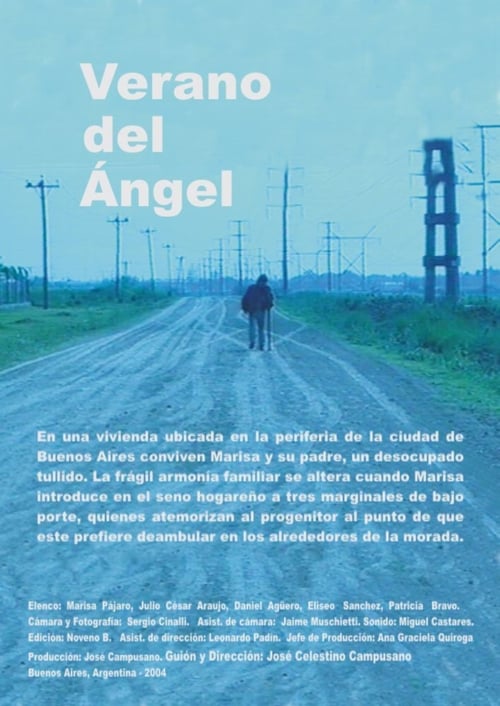 Verano
del
Ángel
En una vivienda ubicada en la periferia de la ciudad de
Buenos Aires conviven Marisa y su padre, un desocupado
tullido. La frágil armonía familiar se altera cuando Marisa
introduce en el seno hogareño a tres marginales de bajo
porte, quienes atemorizan al progenitor al punto de que
este prefiere deambular en los alrededores de la morada.
Elenco: Marisa Pájaro, Julio César Araujo, Daniel Agüero, Eliseo Sanchez, Patricia Bravo.
Cámara y Fotografía: Sergio Cinalli. Asist. de cámara: Jaime Muschietti. Sonido: Miguel Castares.
Edición: Noveno B. Asist. de dirección: Leonardo Padín. Jefe de Producción: Ana Graciela Quiroga
Producción: José Campusano. Guión y Dirección: José Celestino Campusano
Buenos Aires, Argentina - 2004